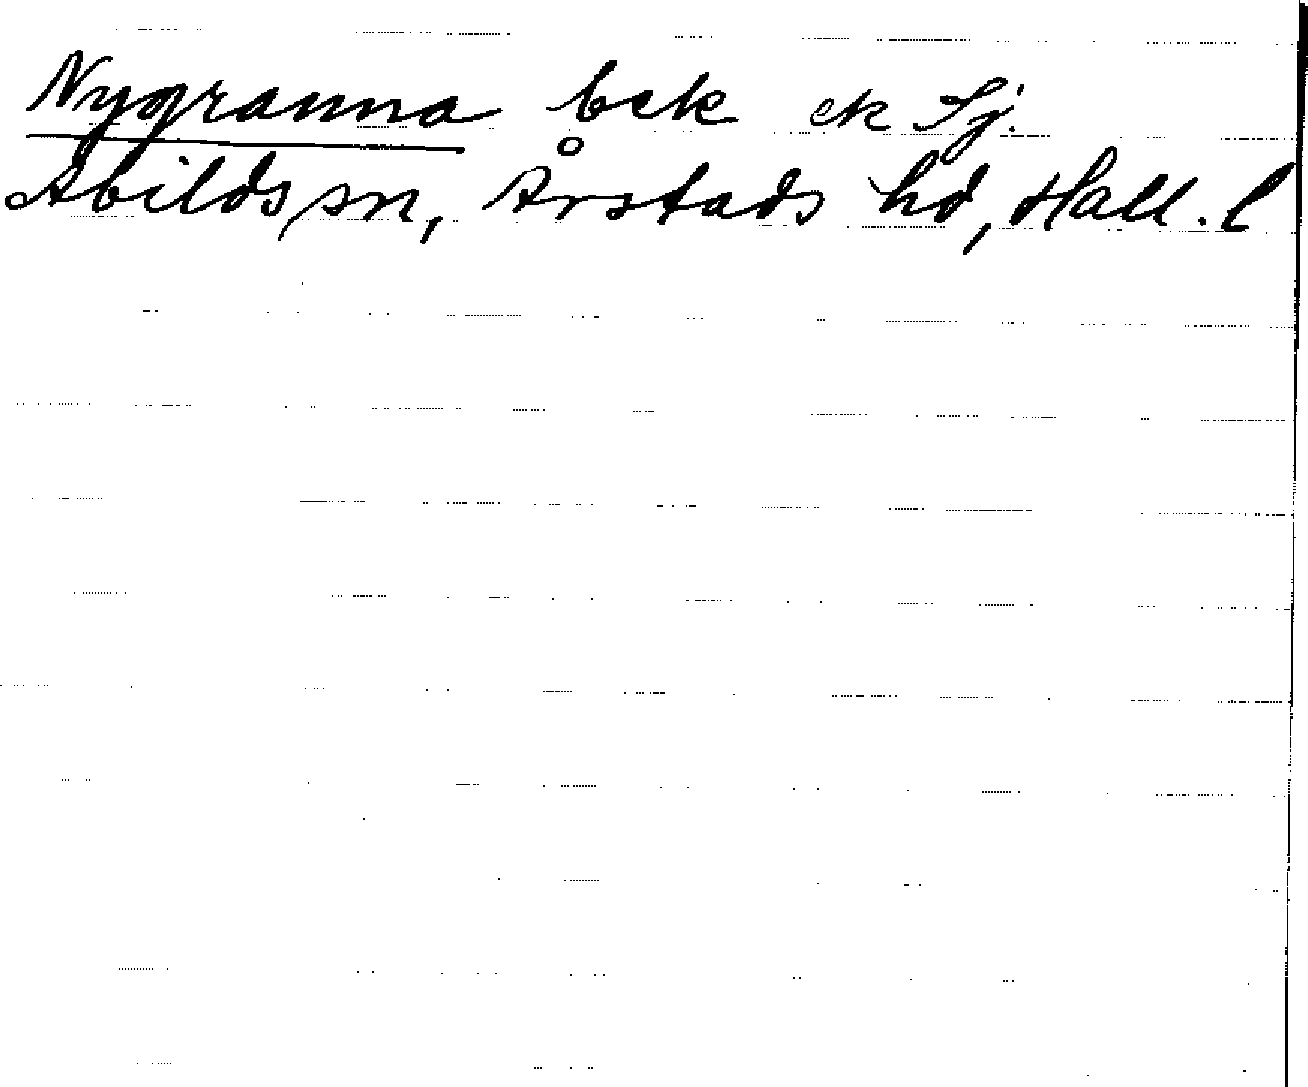 Nygranna bek ek Sj.
Abilds sn, Årstads hd, Hall. l